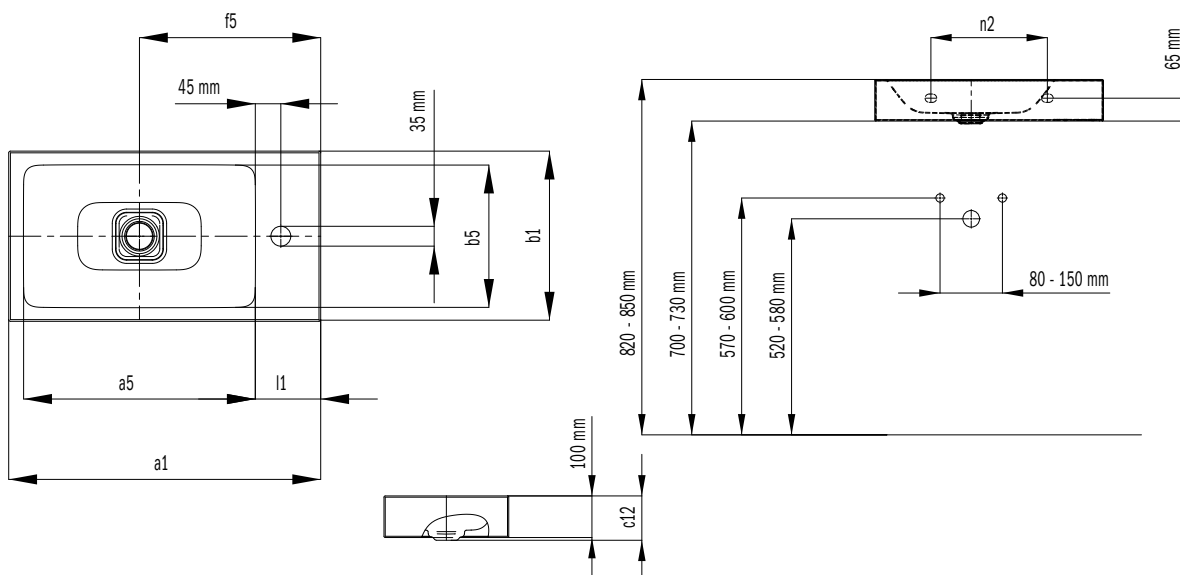 f5
n2
65 mm
45 mm
35 mm
b5
b1
820 - 850 mm
700 - 730 mm
570 - 600 mm
520 - 580 mm
80 - 150 mm
a5
l1
a1
100 mm
c12